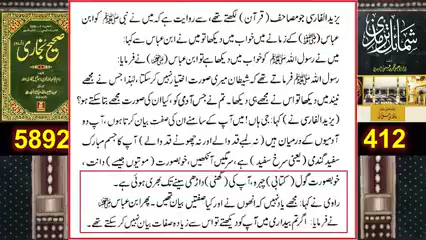 صحیح بخاری
5892
شمائل ترمذی
412
یزید الفارسی جو مصاحف (قرآن) لکھتے تھے، سے روایت ہے کہ میں نے نبی ﷺ کو ابن
عباس (رضی اللہ عنہ) کے زمانے میں خواب میں دیکھا تو میں نے ابن عباس سے کہا:
میں نے رسول اللہ ﷺ کو خواب میں دیکھا ہے تو ابن عباس (رضی اللہ عنہ) نے فرمایا:
رسول اللہ ﷺ فرماتے تھے کہ شیطان میری صورت اختیار نہیں کر سکتا، لہٰذا جس نے مجھے
نیند میں دیکھا تو اس نے مجھے ہی دیکھا۔ تم نے جس آدمی کو دیکھا، کیا ان کی صورت مجھے بتا سکتے ہو؟
(یزید الفارسی نے) کہا: جی ہاں! میں آپ کے سامنے ان کی صفت بیان کرتا ہوں، آپ دو
آدمیوں کے درمیان ہیں (نہ لمبے قد والے اور نہ چھوٹے قد والے) آپ کا جسم مبارک
سفید گندمی (یعنی سرخ سفید) ہے، سرمگیں آنکھیں، خوبصورت (موتیوں جیسے) دانت،
خوبصورت گول (کتابی) چہرہ، آپ کی (گھنی) داڑھی سینے تک بھری ہوئی ہے۔
راوی نے کہا: مجھے یاد نہیں کہ انھوں نے اور کیا صفتیں بیان تھیں۔ پھر ابن عباس (رضی اللہ عنہ)
نے فرمایا: اگر تم بیداری میں آپ کو دیکھتے تو اس سے زیادہ صفات بیان نہیں کر سکتے تھے۔